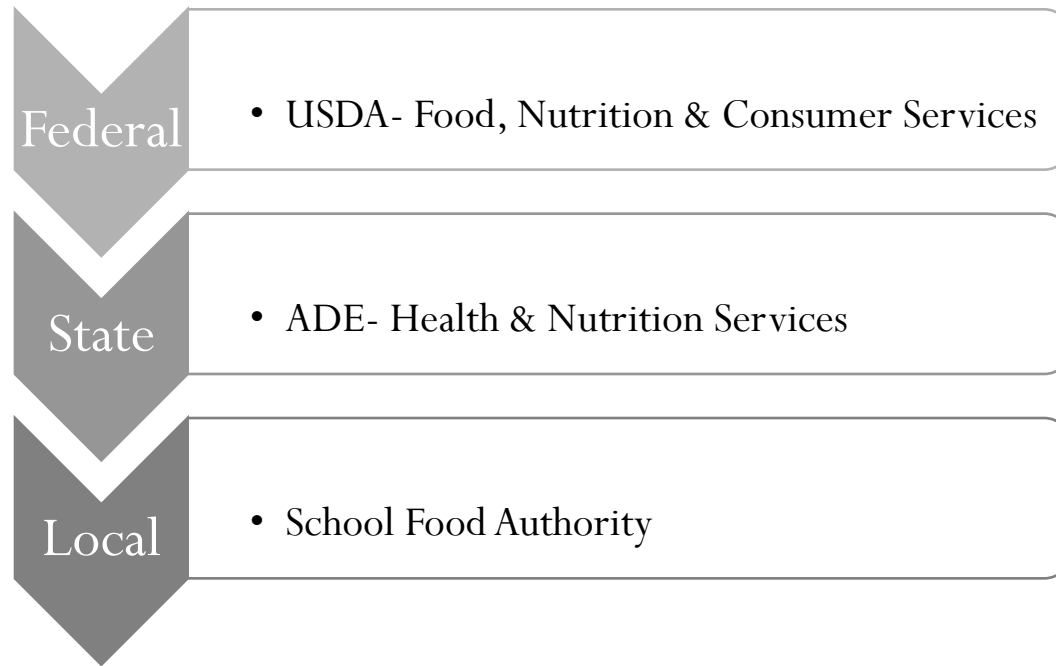 Federal
• USDA- Food, Nutrition & Consumer Services
State
• ADE- Health & Nutrition Services
Local
• School Food Authority